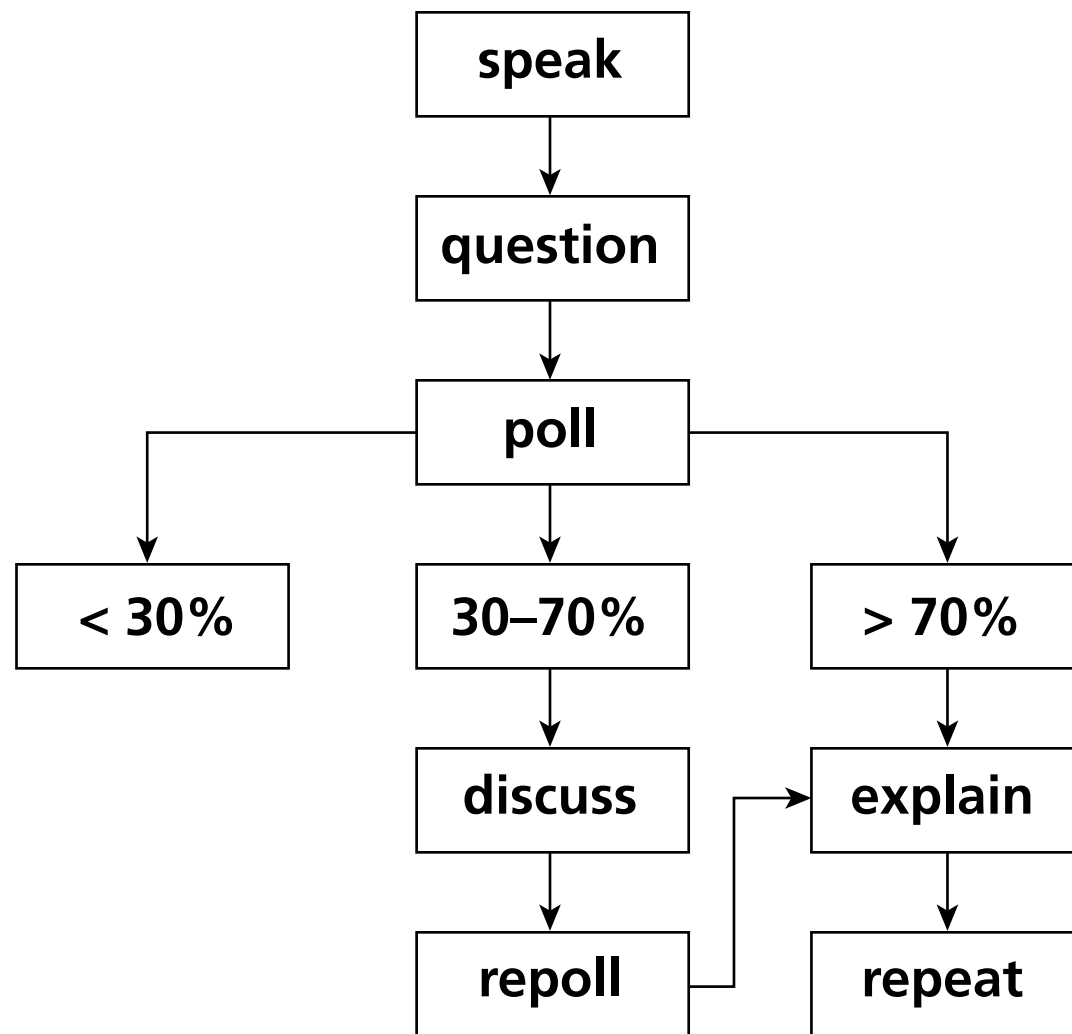 speak
question
poll
< 30%
30–70%
> 70%
discuss
explain
repoll
repeat